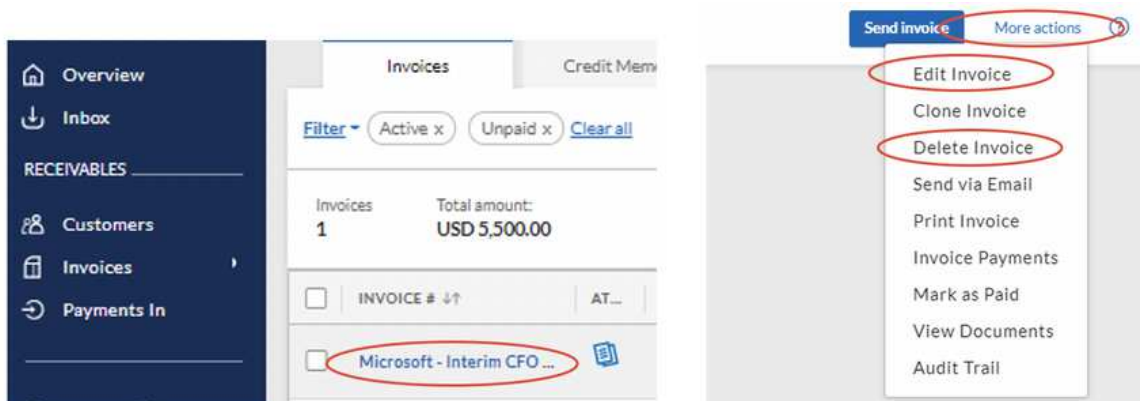 Overview
Inbox
RECEIVABLES
Customers
Invoices
Payments In
Invoices
Credit Mem
Filter
Active x
Unpaid x
Clear all
Invoices
Total amount:
1
USD 5,500.00
INVOICE # ↓↑
AT...
Microsoft - Interim CFO ...
Send invoice
More actions
?
Edit Invoice
Clone Invoice
Delete Invoice
Send via Email
Print Invoice
Invoice Payments
Mark as Paid
View Documents
Audit Trail